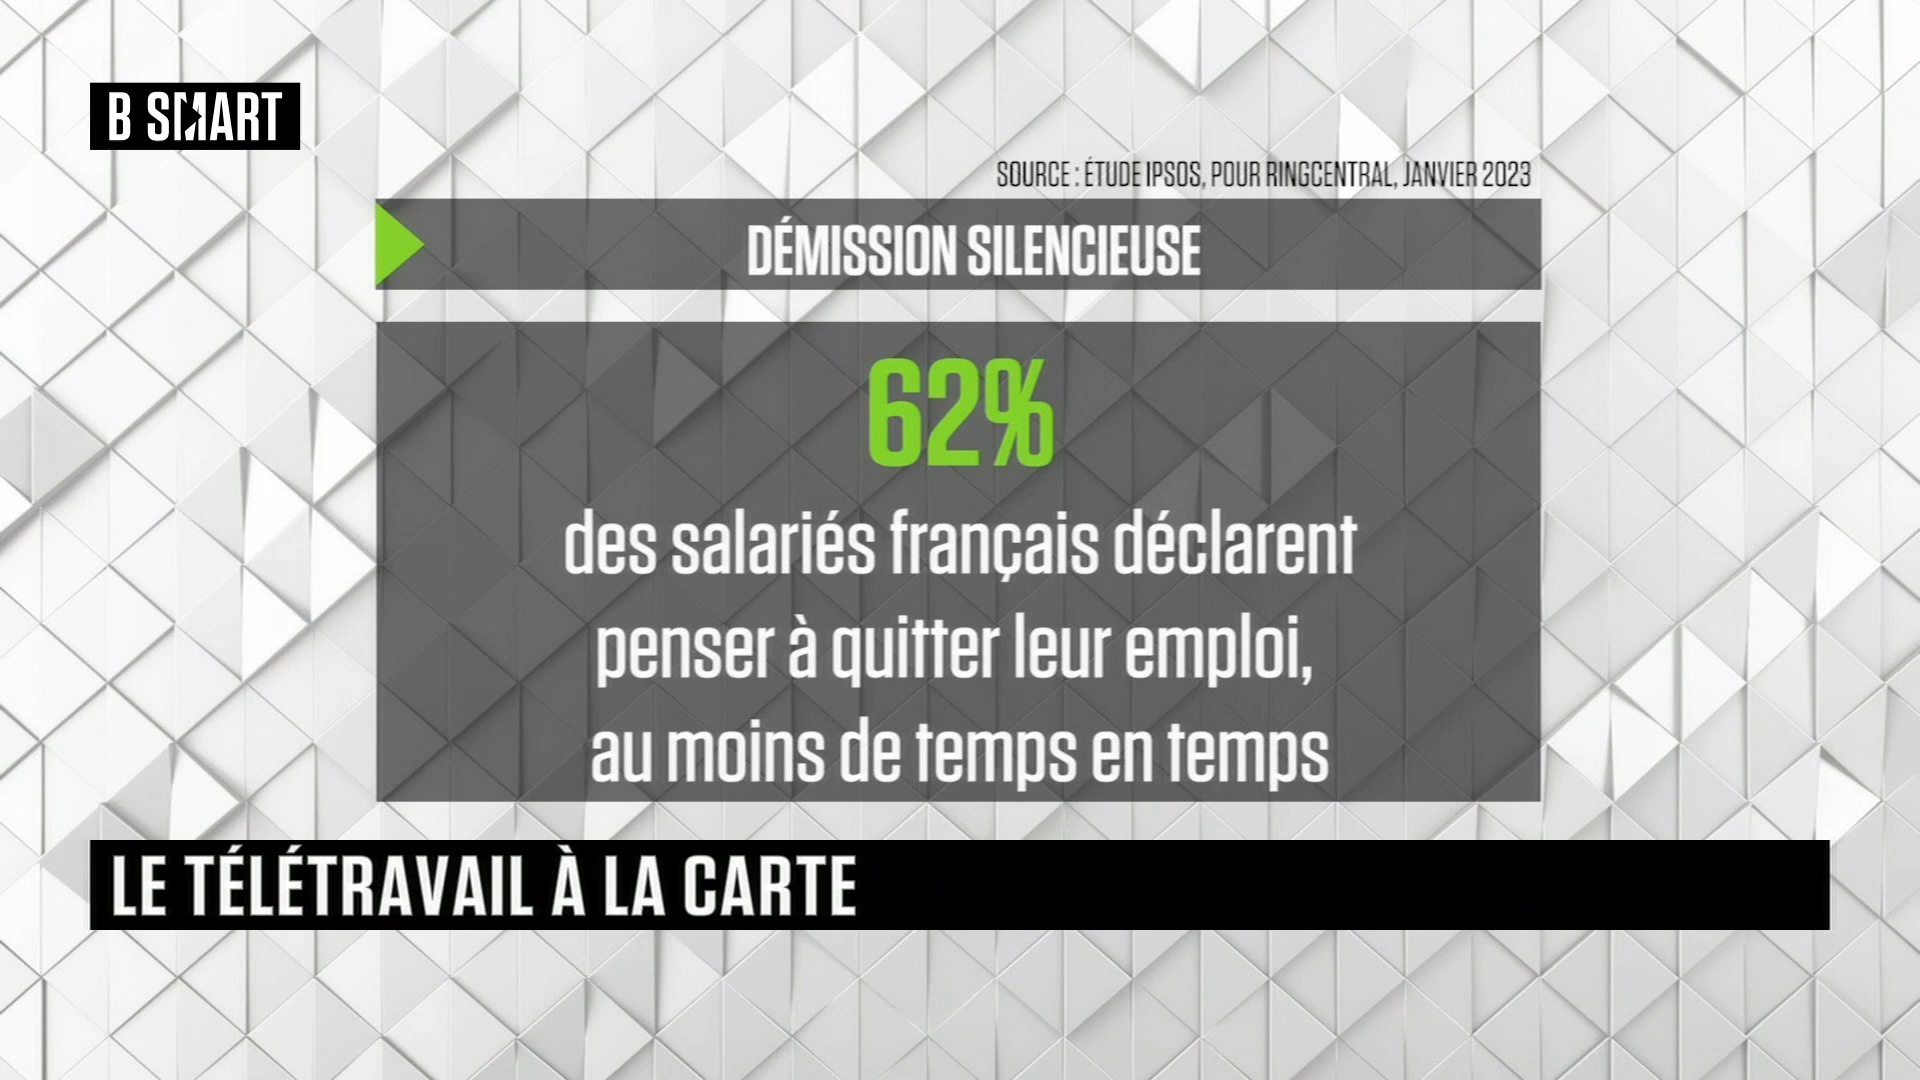 B SMART
SOURCE : ÉTUDE IPSOS, POUR RINGCENTRAL, JANVIER 2023
DÉMISSION SILENCIEUSE
62%
des salariés français déclarent
penser à quitter leur emploi,
au moins de temps en temps
LE TÉLÉTRAVAIL À LA CARTE